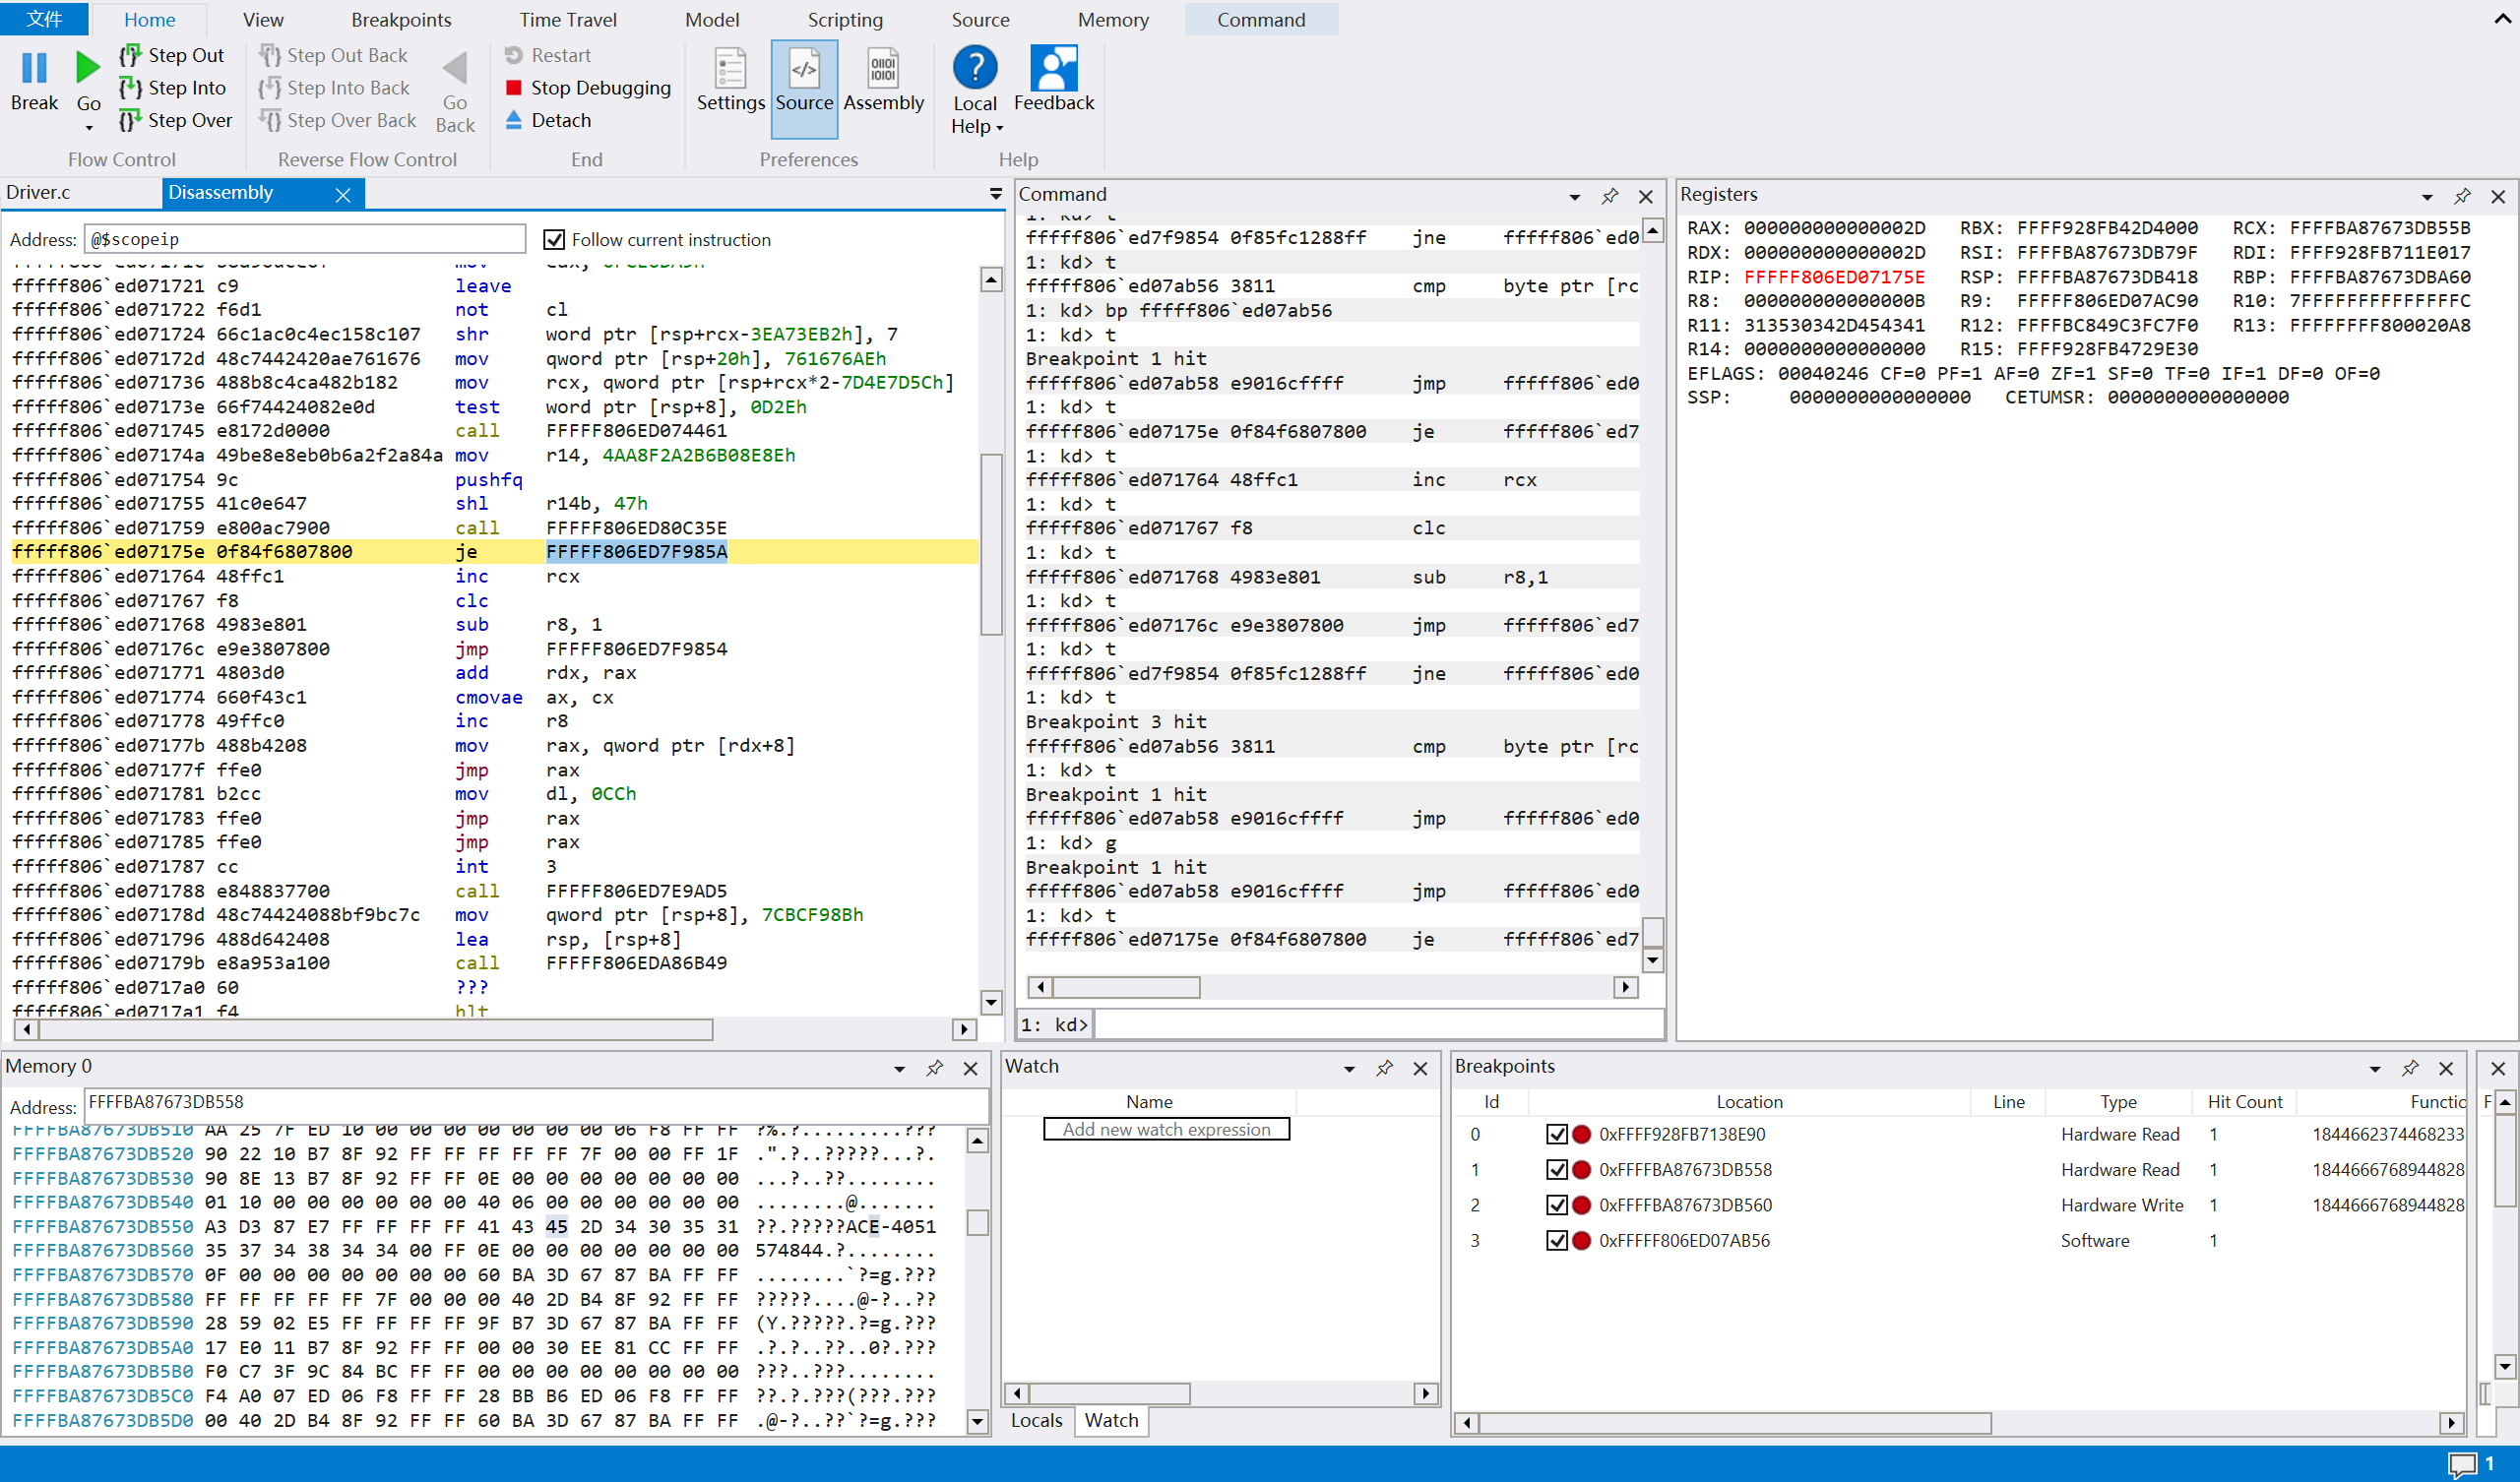 文件 Home View Breakpoints Time Travel Model Scripting Source Memory Command
Break
Go
Step Out
Step Into
Step Over
Flow Control
Step Out Back
Step Into Back
Step Over Back
Go Back
Reverse Flow Control
Restart
Stop Debugging
Detach
End
Settings Source Assembly
Preferences
Local Help
Feedback
Help
Driver.c Disassembly
Address: @$scopeip Follow current instruction
fffff806`ed071721 c9 leave
fffff806`ed071722 f6d1 not cl
fffff806`ed071724 66c1ac0c4ec158c107 shr word ptr [rsp+rcx-3EA73EB2h], 7
fffff806`ed07172d 48c7442420ae761676 mov qword ptr [rsp+20h], 761676AEh
fffff806`ed071736 488b8c4ca482b182 mov rcx, qword ptr [rsp+rcx*2-7D4E7D5Ch]
fffff806`ed07173e 66f74424082e0d test word ptr [rsp+8], 0D2Eh
fffff806`ed071745 e8172d0000 call FFFFF806ED074461
fffff806`ed07174a 49be8e8eb0b6a2f2a84a mov r14, 4AA8F2A2B6B08E8Eh
fffff806`ed071754 9c pushfq
fffff806`ed071755 41c0e647 shl r14b, 47h
fffff806`ed071759 e800ac7900 call FFFFF806ED80C35E
fffff806`ed07175e 0f84f6807800 je FFFFF806ED7F985A
fffff806`ed071764 48ffc1 inc rcx
fffff806`ed071767 f8 clc
fffff806`ed071768 4983e801 sub r8, 1
fffff806`ed07176c e9e3807800 jmp FFFFF806ED7F9854
fffff806`ed071771 4803d0 add rdx, rax
fffff806`ed071774 660f43c1 cmovae ax, cx
fffff806`ed071778 49ffc0 inc r8
fffff806`ed07177b 488b4208 mov rax, qword ptr [rdx+8]
fffff806`ed07177f ffe0 jmp rax
fffff806`ed071781 b2cc mov dl, 0CCh
fffff806`ed071783 ffe0 jmp rax
fffff806`ed071785 ffe0 jmp rax
fffff806`ed071787 cc int 3
fffff806`ed071788 e848837700 call FFFFF806ED7E9AD5
fffff806`ed07178d 48c74424088bf9bc7c mov qword ptr [rsp+8], 7CBCF98Bh
fffff806`ed071796 488d642408 lea rsp, [rsp+8]
fffff806`ed07179b e8a953a100 call FFFFF806EDA86B49
fffff806`ed0717a0 60 ???
fffff806`ed0717a1 f4 hlt
Command
1: kd> t
fffff806`ed7f9854 0f85fc1288ff jne fffff806`ed0
1: kd> t
fffff806`ed07ab56 3811 cmp byte ptr [rc
1: kd> bp fffff806`ed07ab56
1: kd> t
Breakpoint 1 hit
fffff806`ed07ab58 e9016cffff jmp fffff806`ed0
1: kd> t
fffff806`ed07175e 0f84f6807800 je fffff806`ed7
1: kd> t
fffff806`ed071764 48ffc1 inc rcx
1: kd> t
fffff806`ed071767 f8 clc
1: kd> t
fffff806`ed071768 4983e801 sub r8,1
1: kd> t
fffff806`ed07176c e9e3807800 jmp fffff806`ed7
1: kd> t
fffff806`ed7f9854 0f85fc1288ff jne fffff806`ed0
1: kd> t
Breakpoint 3 hit
fffff806`ed07ab56 3811 cmp byte ptr [rc
1: kd> t
Breakpoint 1 hit
fffff806`ed07ab58 e9016cffff jmp fffff806`ed0
1: kd> g
Breakpoint 1 hit
fffff806`ed07ab58 e9016cffff jmp fffff806`ed0
1: kd> t
fffff806`ed07175e 0f84f6807800 je fffff806`ed7
1: kd>
Registers
RAX: 000000000000002D RBX: FFFF928FB42D4000 RCX: FFFFBA87673DB55B
RDX: 000000000000002D RSI: FFFFBA87673DB79F RDI: FFFF928FB711E017
RIP: FFFFF806ED07175E RSP: FFFFBA87673DB418 RBP: FFFFBA87673DBA60
R8: 000000000000000B R9: FFFFF806ED07AC90 R10: 7FFFFFFFFFFFFFFC
R11: 313530342D454341 R12: FFFFBC849C3FC7F0 R13: FFFFFFFF800020A8
R14: 0000000000000000 R15: FFFF928FB4729E30
EFLAGS: 00040246 CF=0 PF=1 AF=0 ZF=1 SF=0 TF=0 IF=1 DF=0 OF=0
SSP: 0000000000000000 CETUMSR: 0000000000000000
Memory 0
Address: FFFFBA87673DB558
FFFFBA87673DB510 AA 25 7F ED 10 00 00 00 00 00 00 00 06 F8 FF FF ?%.?.........???
FFFFBA87673DB520 90 22 10 B7 8F 92 FF FF FF FF FF 7F 00 00 FF 1F .".?..?????...?.
FFFFBA87673DB530 90 8E 13 B7 8F 92 FF FF 0E 00 00 00 00 00 00 00 ...?..??........
FFFFBA87673DB540 01 10 00 00 00 00 00 00 40 06 00 00 00 00 00 00 ........@.......
FFFFBA87673DB550 A3 D3 87 E7 FF FF FF FF 41 43 45 2D 34 30 35 31 ??.?????ACE-4051
FFFFBA87673DB560 35 37 34 38 34 34 00 FF 0E 00 00 00 00 00 00 00 574844.?........
FFFFBA87673DB570 0F 00 00 00 00 00 00 00 60 BA 3D 67 87 BA FF FF ........`?=g.???
FFFFBA87673DB580 FF FF FF FF FF 7F 00 00 00 40 2D B4 8F 92 FF FF ?????....@-?..??
FFFFBA87673DB590 28 59 02 E5 FF FF FF FF 9F B7 3D 67 87 BA FF FF (Y.?????.?=g.???
FFFFBA87673DB5A0 17 E0 11 B7 8F 92 FF FF 00 00 30 EE 81 CC FF FF .?.?..??..0?.???
FFFFBA87673DB5B0 F0 C7 3F 9C 84 BC FF FF 00 00 00 00 00 00 00 00 ???..???........
FFFFBA87673DB5C0 F4 A0 07 ED 06 F8 FF FF 28 BB B6 ED 06 F8 FF FF ??.?.???(???.???
FFFFBA87673DB5D0 00 40 2D B4 8F 92 FF FF 60 BA 3D 67 87 BA FF FF .@-?..??`?=g.???
Watch
Name
Add new watch expression
Locals Watch
Breakpoints
Id Location Line Type Hit Count Functio F
0 0xFFFF928FB7138E90 Hardware Read 1 1844662374468233
1 0xFFFFBA87673DB558 Hardware Read 1 1844666768944828
2 0xFFFFBA87673DB560 Hardware Write 1 1844666768944828
3 0xFFFFF806ED07AB56 Software 1
1